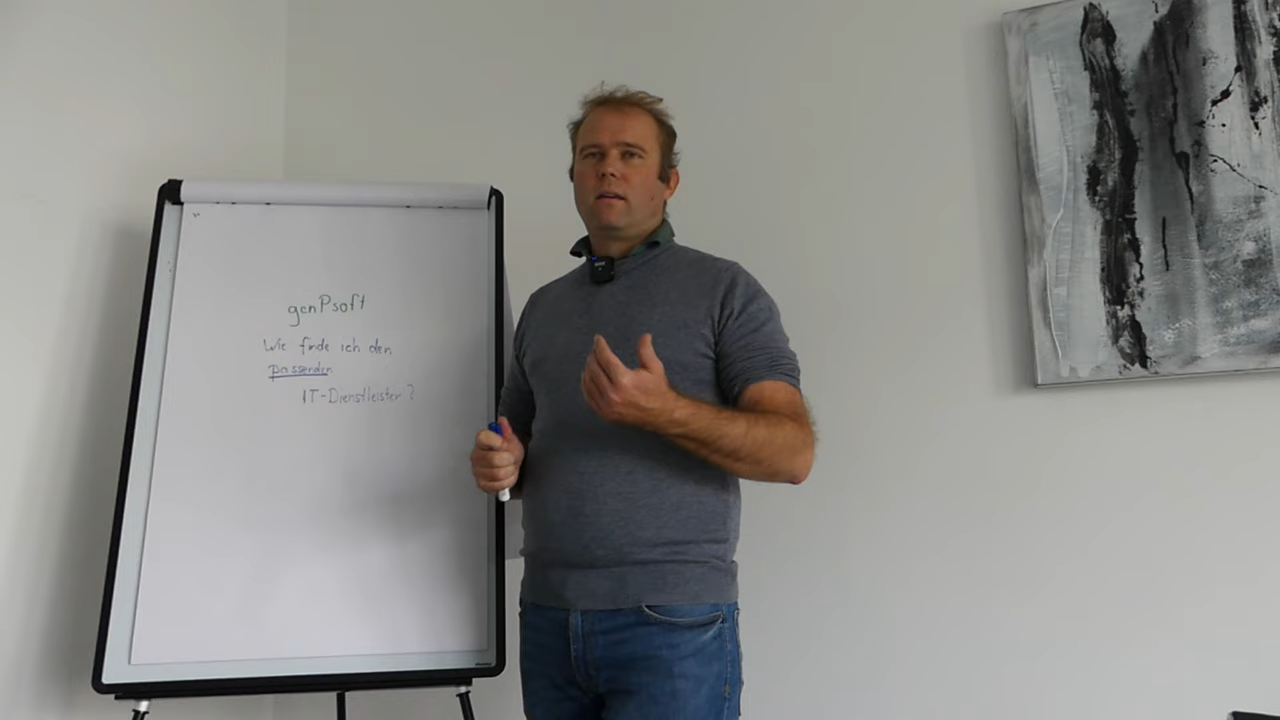 genPsoft
Wie finde ich den
passenden
IT-Dienstleister?